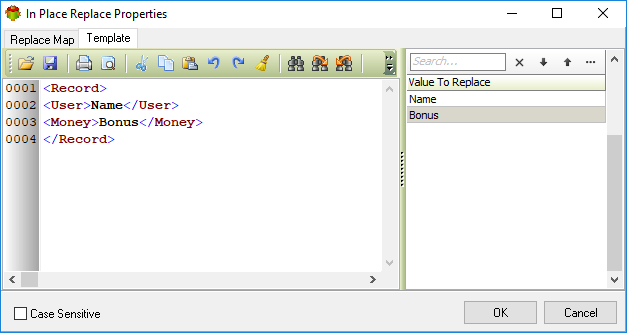 In Place Replace Properties
Replace Map
Template
Search...
Value To Replace
Name
Bonus
0001 <Record>
0002 <User>Name</User>
0003 <Money>Bonus</Money>
0004 </Record>
Case Sensitive
OK
Cancel